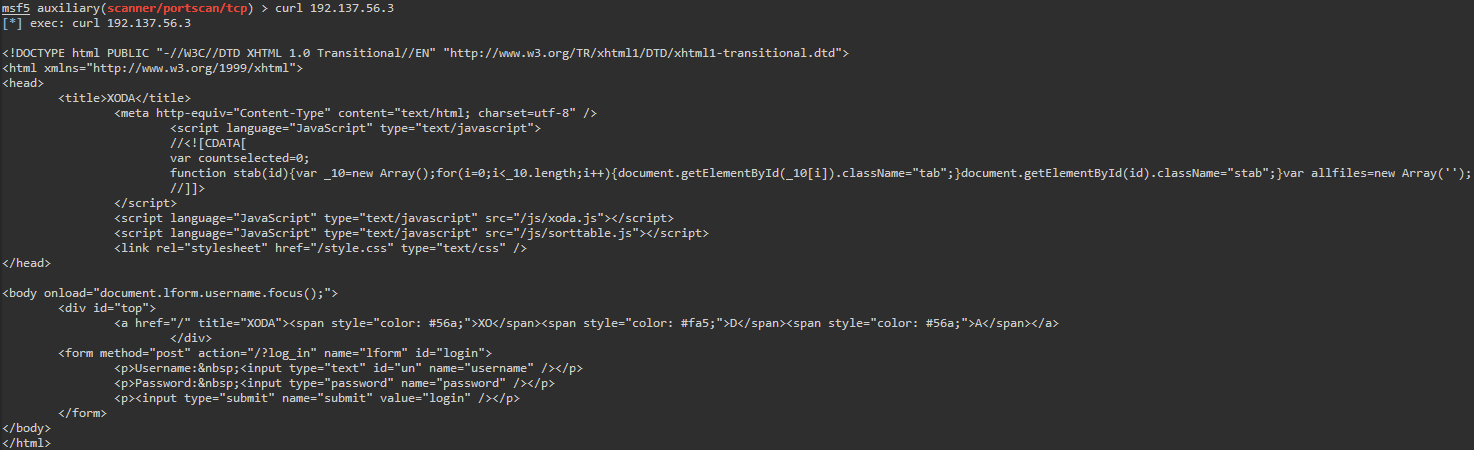 msf5 auxiliary(scanner/portscan/tcp) > curl 192.137.56.3
[*] exec: curl 192.137.56.3

<!DOCTYPE html PUBLIC "-//W3C//DTD XHTML 1.0 Transitional//EN" "http://www.w3.org/TR/xhtml1/DTD/xhtml1-transitional.dtd">
<html xmlns="http://www.w3.org/1999/xhtml">
<head>
        <title>XODA</title>
                <meta http-equiv="Content-Type" content="text/html; charset=utf-8" />
                        <script language="JavaScript" type="text/javascript">
                        //<![CDATA[
                        var countselected=0;
                        function stab(id){var _10=new Array();for(i=0;i<_10.length;i++){document.getElementById(_10[i]).className="tab";}document.getElementById(id).className="stab";}var allfiles=new Array('');
                        //]]>
                </script>
                <script language="JavaScript" type="text/javascript" src="/js/xoda.js"></script>
                <script language="JavaScript" type="text/javascript" src="/js/sorttable.js"></script>
                <link rel="stylesheet" href="/style.css" type="text/css" />
</head>

<body onload="document.lform.username.focus();">
        <div id="top">
                <a href="/" title="XODA"><span style="color: #56a;">XO</span><span style="color: #fa5;">D</span><span style="color: #56a;">A</span></a>
                        </div>
        <form method="post" action="/?log_in" name="lform" id="login">
                <p>Username:&nbsp;<input type="text" id="un" name="username" /></p>
                <p>Password:&nbsp;<input type="password" name="password" /></p>
                <p><input type="submit" name="submit" value="login" /></p>
        </form>
</body>
</html>